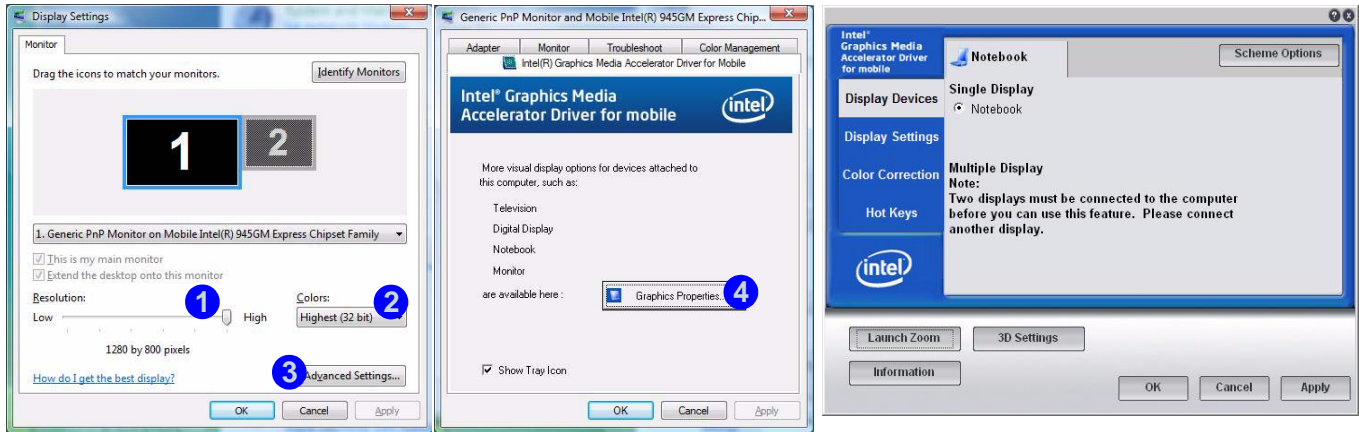 Display Settings
Monitor
Drag the icons to match your monitors.
Identify Monitors
1
2
1. Generic PnP Monitor on Mobile Intel(R) 945GM Express Chipset Family
This is my main monitor
Extend the desktop onto this monitor
Resolution:
1
Colors:
2
Low
High
Highest (32 bit)
1280 by 800 pixels
How do I get the best display?
3
Advanced Settings...
OK
Cancel
Apply
Generic PnP Monitor and Mobile Intel(R) 945GM Express Chip...
Adapter
Monitor
Troubleshoot
Color Management
Intel(R) Graphics Media Accelerator Driver for Mobile
Intel® Graphics Media
Accelerator Driver for mobile
intel
More visual display options for devices attached to
this computer, such as:
Television
Digital Display
Notebook
Monitor
are available here :
Graphics Properties...
4
Show Tray Icon
OK
Cancel
Apply
Intel®
Graphics Media
Accelerator Driver
for mobile
Notebook
Scheme Options
Display Devices
Display Settings
Color Correction
Hot Keys
intel
Single Display
Notebook
Multiple Display
Note:
Two displays must be connected to the computer
before you can use this feature. Please connect
another display.
Launch Zoom
3D Settings
Information
OK
Cancel
Apply